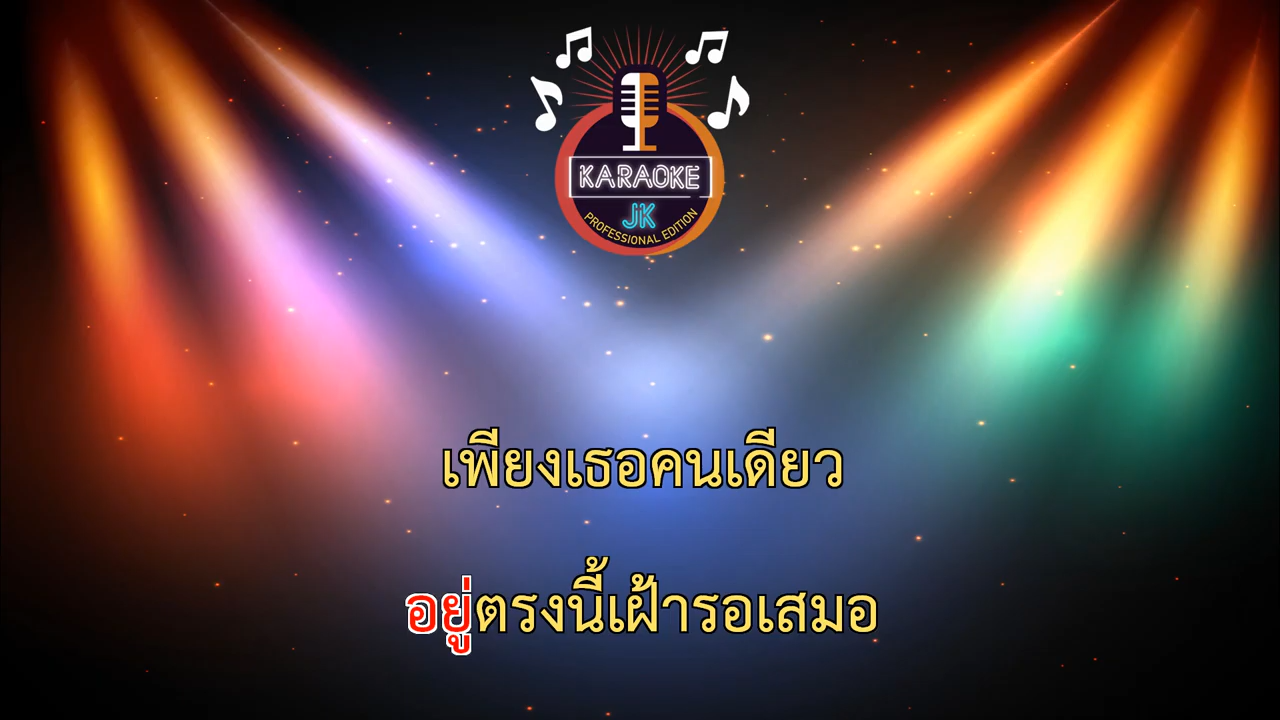 KARAOKE
JK
PROFESSIONAL EDITION
เพียงเธอคนเดียว
อยู่ตรงนี้เฝ้ารอเสมอ